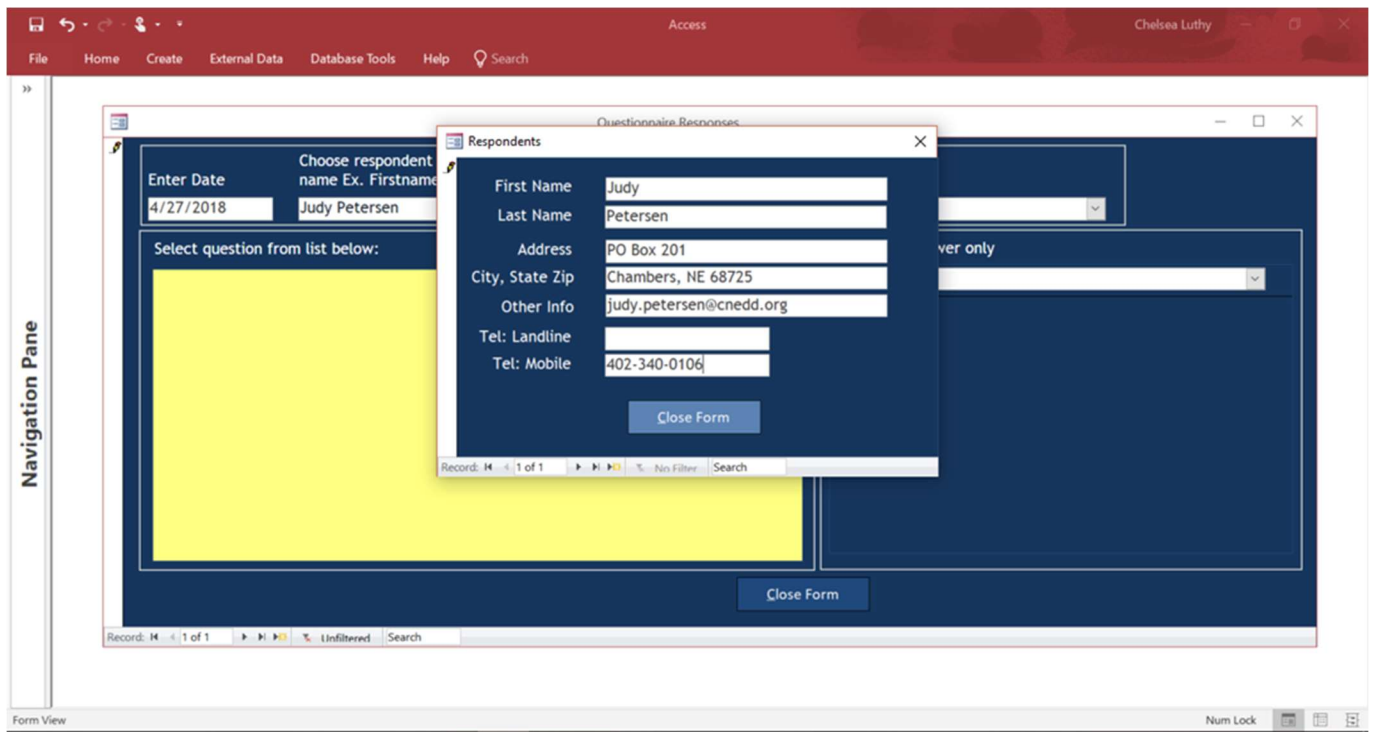 Access
Chelsea Luthy
File Home Create External Data Database Tools Help Search
»
Questionnaire Responses
Enter Date
Choose respondent
name Ex. Firstname
4/27/2018
Judy Petersen
Select question from list below:
only
Respondents
First Name Judy
Last Name Petersen
Address PO Box 201
City, State Zip Chambers, NE 68725
Other Info judy.petersen@cnedd.org
Tel: Landline
Tel: Mobile 402-340-0106
Close Form
Record: 1 of 1 No Filter Search
Close Form
Record: 1 of 1 Unfiltered Search
Navigation Pane
Form View
Num Lock